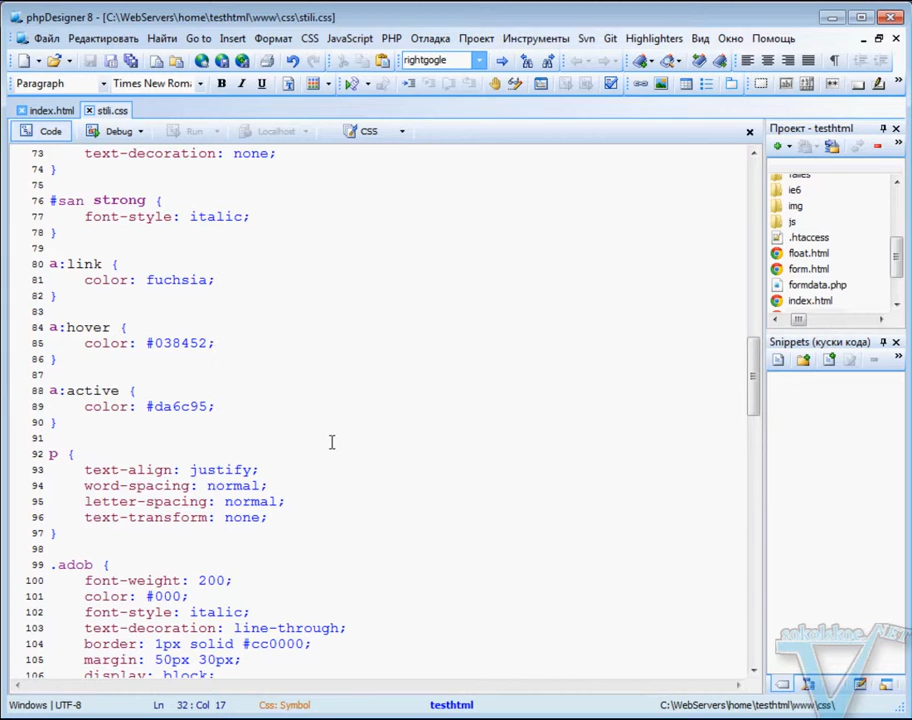 phpDesigner 8 - [C:\WebServers\home\testhtml\www\css\stili.css]
Файл Редактировать Найти Go to Insert Формат CSS JavaScript PHP Отладка Проект Инструменты Svn Git Highlighters Вид Окно Помощь
rightgogle
Paragraph Times New Roma B I U
index.html stili.css
Code Debug Run Localhost CSS
73 text-decoration: none;
74 }
75
76 #san strong {
77 font-style: italic;
78 }
79
80 a:link {
81 color: fuchsia;
82 }
83
84 a:hover {
85 color: #038452;
86 }
87
88 a:active {
89 color: #da6c95;
90 }
91
92 p {
93 text-align: justify;
94 word-spacing: normal;
95 letter-spacing: normal;
96 text-transform: none;
97 }
98
99 .adob {
100 font-weight: 200;
101 color: #000;
102 font-style: italic;
103 text-decoration: line-through;
104 border: 1px solid #cc0000;
105 margin: 50px 30px;
106 display: block;
Проект - testhtml
ie6
img
js
.htaccess
float.html
form.html
formdata.php
index.html
Snippets (куски кода)
Windows / UTF-8 Ln 32 : Col 17 Css: Symbol testhtml C:\WebServers\home\testhtml\www\css\